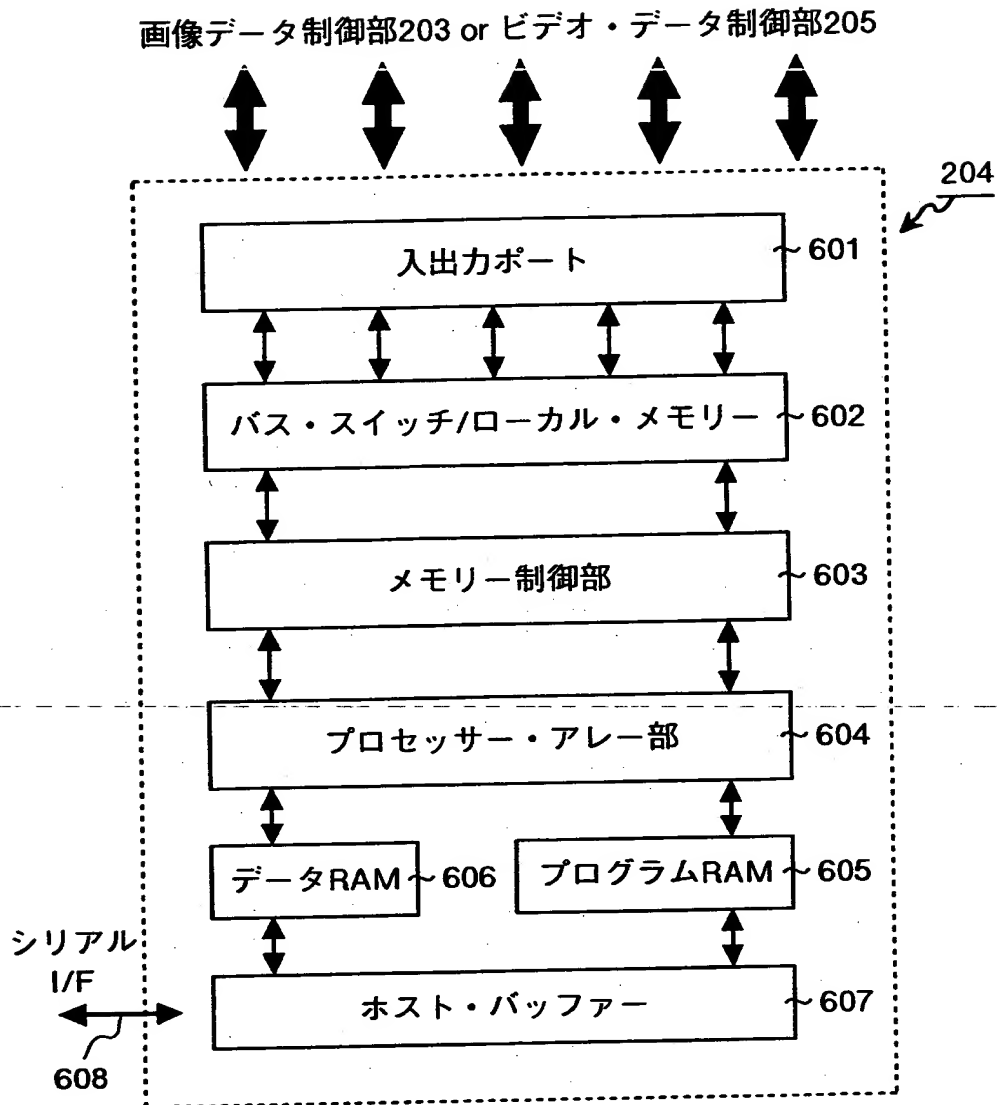 画像データ制御部203 or ビデオ・データ制御部205
204
入出力ポート
601
バス・スイッチ/ローカル・メモリー
602
メモリー制御部
603
プロセッサー・アレー部
604
データRAM
606
プログラムRAM
605
シリアル
I/F
ホスト・バッファー
607
608